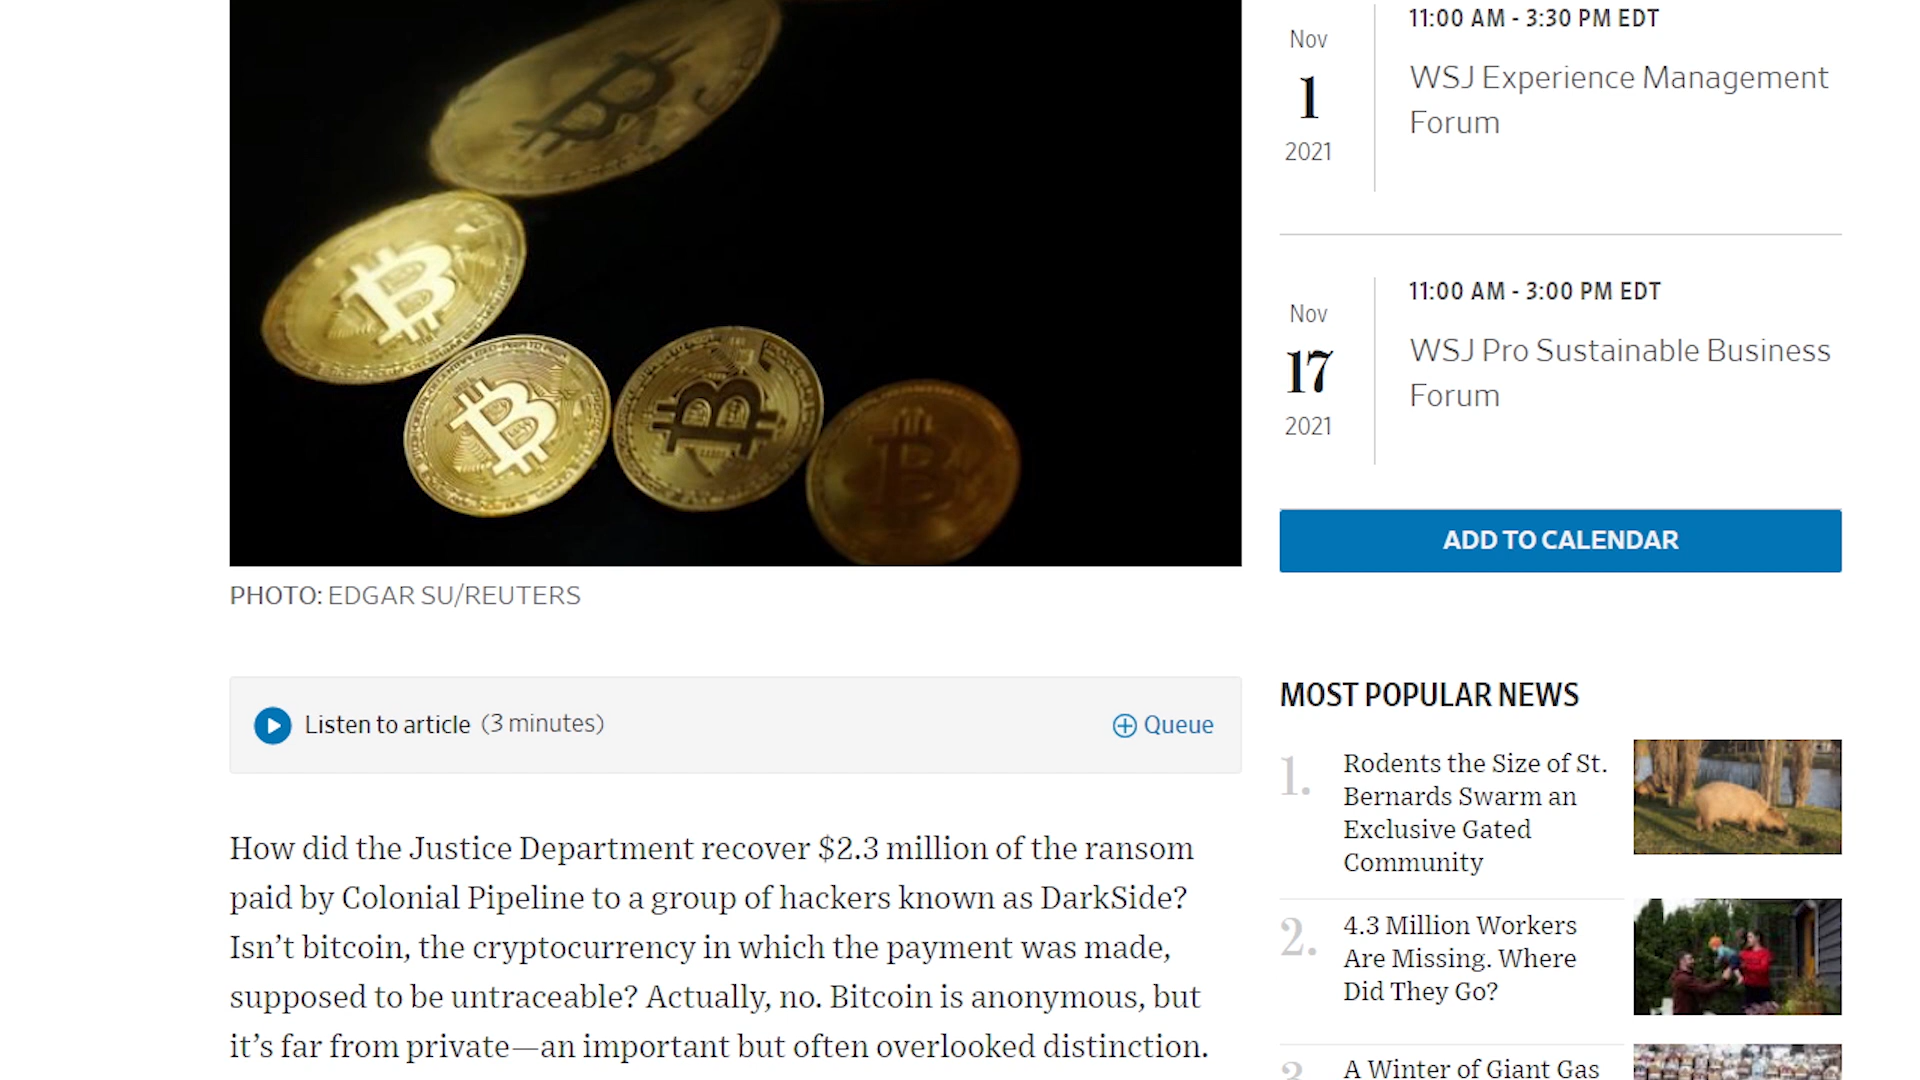 PHOTO: EDGAR SU/REUTERS
Listen to article (3 minutes)
Queue
How did the Justice Department recover $2.3 million of the ransom
paid by Colonial Pipeline to a group of hackers known as DarkSide?
Isn’t bitcoin, the cryptocurrency in which the payment was made,
supposed to be untraceable? Actually, no. Bitcoin is anonymous, but
it’s far from private—an important but often overlooked distinction.
Nov
1
2021
11:00 AM - 3:30 PM EDT
WSJ Experience Management
Forum
Nov
17
2021
11:00 AM - 3:00 PM EDT
WSJ Pro Sustainable Business
Forum
ADD TO CALENDAR
MOST POPULAR NEWS
1.
Rodents the Size of St.
Bernards Swarm an
Exclusive Gated
Community
2.
4.3 Million Workers
Are Missing. Where
Did They Go?
3
A Winter of Giant Gas